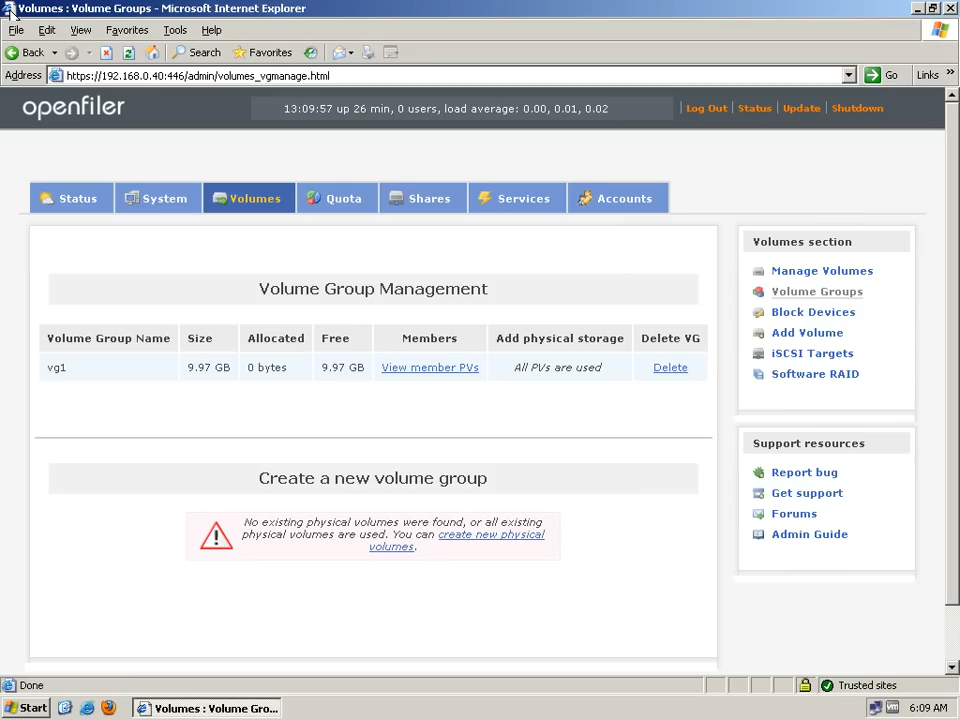 Volumes : Volume Groups - Microsoft Internet Explorer
File Edit View Favorites Tools Help
Back Search Favorites
Address https://192.168.0.40:446/admin/volumes_vgmanage.html Go Links »
openfiler 13:09:57 up 26 min, 0 users, load average: 0.00, 0.01, 0.02 | Log Out | Status | Update | Shutdown
Status System Volumes Quota Shares Services Accounts
Volume Group Management
Volume Group Name Size Allocated Free Members Add physical storage Delete VG
vg1 9.97 GB 0 bytes 9.97 GB View member PVs All PVs are used Delete
Create a new volume group
No existing physical volumes were found, or all existing
physical volumes are used. You can create new physical
volumes.
Volumes section
Manage Volumes
Volume Groups
Block Devices
Add Volume
iSCSI Targets
Software RAID
Support resources
Report bug
Get support
Forums
Admin Guide
Done Trusted sites
Start Volumes : Volume Gro... 6:09 AM